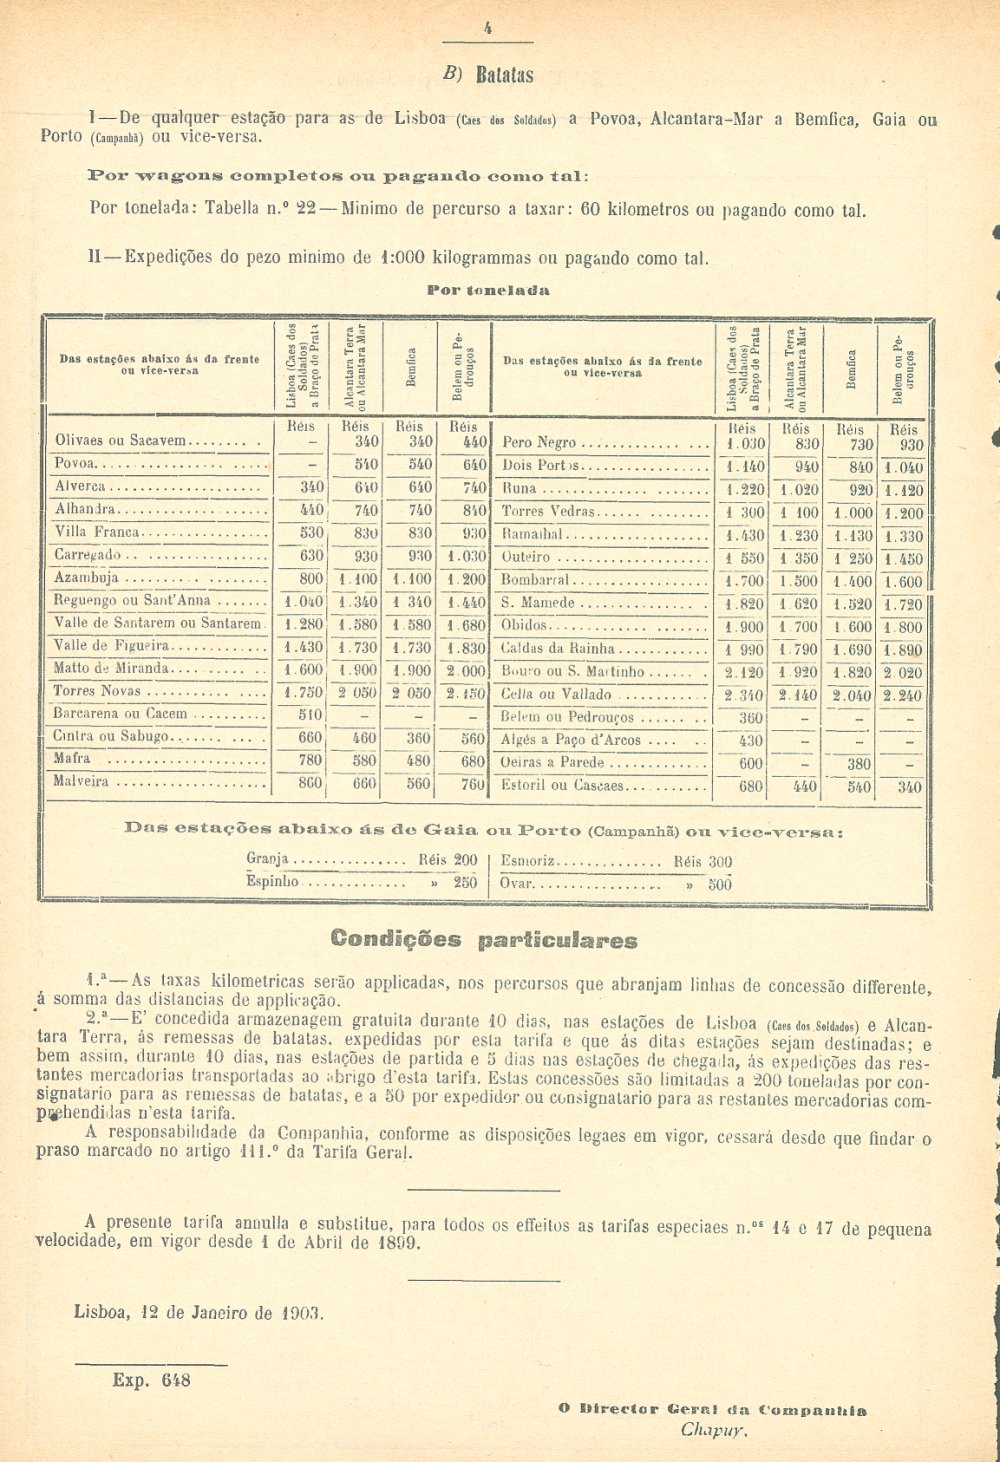 4
B) Batatas
I—De qualquer estação para as de Lisboa (Caes dos Soldados) a Povoa, Alcantara-Mar a Bemfica, Gaia ou
Porto (Campanhã) ou vice-versa.
Por wagons completos ou pagando como tal:
Por tonelada: Tabella n.º 22—Minimo de percurso a taxar: 60 kilometros ou pagando como tal.
II—Expedições do pezo minimo de 1:000 kilogrammas ou pagando como tal.
Por tonelada
Das estações abaixo ás da frente ou vice-versa | Lisboa (Caes dos Soldados) a Braço de Prata | Alcantara Terra ou Alcantara Mar | Bemfica | Belem ou Pedrouços
Réis Réis Réis Réis
Olivaes ou Sacavem – 340 340 440
Povoa – 540 540 640
Alverca 340 640 640 740
Alhandra 440 740 740 840
Villa Franca 530 830 830 930
Carregado 630 930 930 1.030
Azambuja 800 1.100 1.100 1.200
Reguengo ou Sant'Anna 1.040 1.340 1 340 1.440
Valle de Santarem ou Santarem 1.280 1.580 1.580 1.680
Valle de Figueira 1.430 1.730 1.730 1.830
Matto de Miranda 1.600 1.900 1.900 2.000
Torres Novas 1.750 2 050 2 050 2.150
Barcarena ou Cacem 510 – – –
Cintra ou Sabugo 660 460 360 560
Mafra 780 580 480 680
Malveira 860 660 560 760
Das estações abaixo ás da frente ou vice-versa | Lisboa (Caes dos Soldados) a Braço de Prata | Alcantara Terra ou Alcantara Mar | Bemfica | Belem ou Pedrouços
Réis Réis Réis Réis
Pero Negro 1.030 830 730 930
Dois Portos 1.140 940 840 1.040
Runa 1.220 1.020 920 1.120
Torres Vedras 1 300 1 100 1.000 1.200
Ramalhal 1.430 1.230 1.130 1.330
Outeiro 1 550 1 350 1 250 1.450
Bombarral 1.700 1.500 1.400 1.600
S. Mamede 1.820 1 620 1.520 1.720
Obidos 1.900 1 700 1 600 1.800
Caldas da Rainha 1 990 1.790 1.690 1.890
Bouro ou S. Martinho 2.120 1 920 1.820 2 020
Cella ou Vallado 2.340 2.140 2.040 2.240
Belem ou Pedrouços 360 – – –
Algés a Paço d'Arcos 430 – – –
Oeiras a Parede 600 – 380 –
Estoril ou Cascaes 680 440 540 340
Das estações abaixo ás de Gaia ou Porto (Campanhã) ou vice-versa:
Granja Réis 200 | Esmoriz Réis 300
Espinho » 250 | Ovar » 500
Condições particulares
1.ª—As taxas kilometricas serão applicadas, nos percursos que abranjam linhas de concessão differente,
á somma das distancias de applicação.
2.ª—E' concedida armazenagem gratuita durante 10 dias, nas estações de Lisboa (Caes dos Soldados) e Alcan-
tara Terra, ás remessas de batatas, expedidas por esta tarifa e que ás ditas estações sejam destinadas; e
bem assim, durante 10 dias, nas estações de partida e 5 dias nas estações de chegada, ás expedições das res-
tantes mercadorias transportadas ao abrigo d'esta tarifa. Estas concessões são limitadas a 200 toneladas por con-
signatario para as remessas de batatas, e a 50 por expedidor ou consignatario para as restantes mercadorias com-
prehendidas n'esta tarifa.
A responsabilidade da Companhia, conforme as disposições legaes em vigor, cessará desde que findar o
praso marcado no artigo 111.º da Tarifa Geral.
A presente tarifa annulla e substitue, para todos os effeitos as tarifas especiaes n.os 14 e 17 de pequena
velocidade, em vigor desde 1 de Abril de 1899.
Lisboa, 12 de Janeiro de 1903.
Exp. 648
O Director Geral da Companhia
Chapuy.